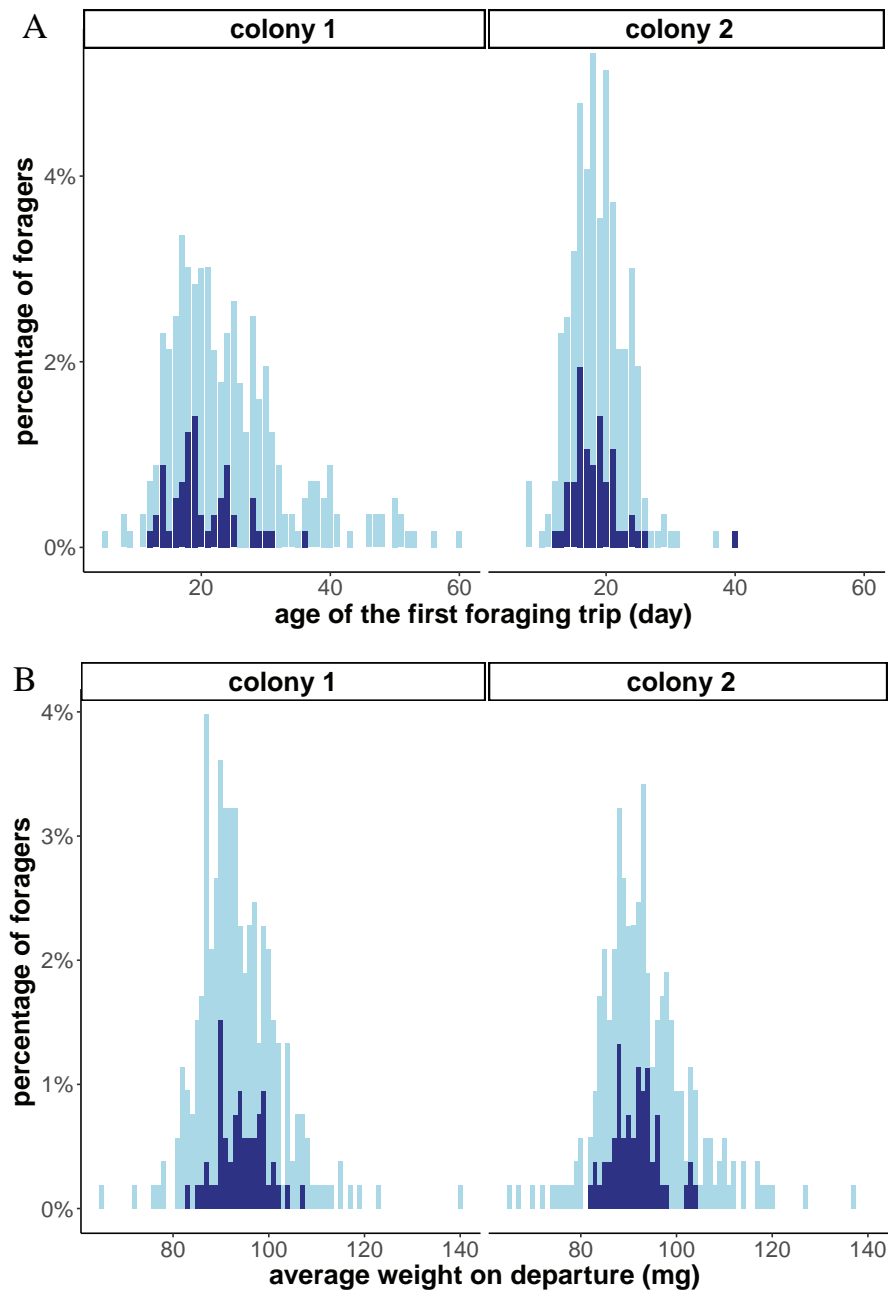 A
colony 1 colony 2
percentage of foragers
4%
2%
0%
20 40 60 20 40 60
age of the first foraging trip (day)
B
colony 1 colony 2
percentage of foragers
4%
3%
2%
1%
0%
80 100 120 140 80 100 120 140
average weight on departure (mg)